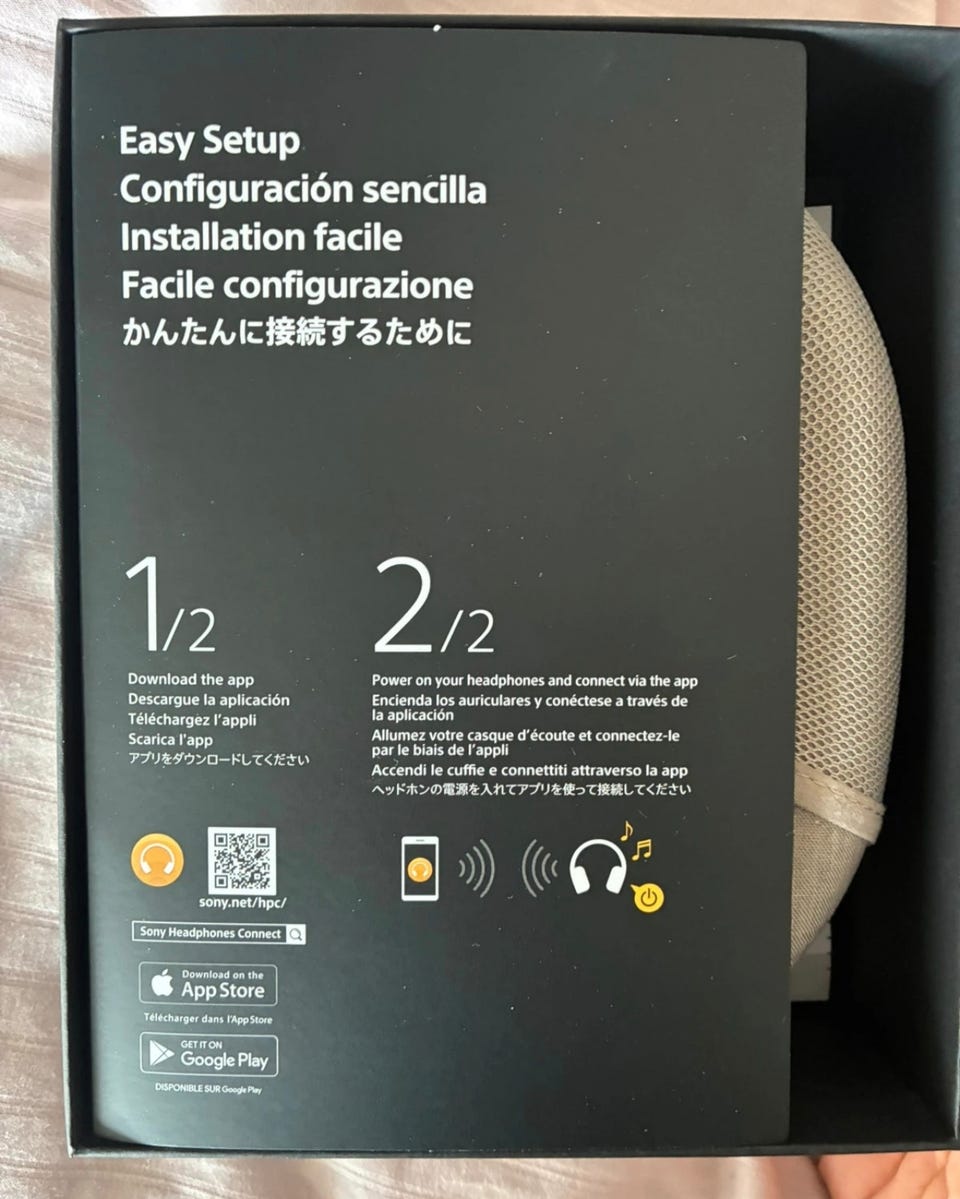 Easy Setup
Configuración sencilla
Installation facile
Facile configurazione
かんたんに接続するために
1/2
Download the app
Descargue la aplicación
Téléchargez l'appli
Scarica l'app
アプリをダウンロードしてください
sony.net/hpc/
Sony Headphones Connect
Download on the
App Store
Télécharger dans l'App Store
GET IT ON
Google Play
DISPONIBLE SUR Google Play
2/2
Power on your headphones and connect via the app
Encienda los auriculares y conéctese a través de
la aplicación
Allumez votre casque d'écoute et connectez-le
par le biais de l'appli
Accendi le cuffie e connettiti attraverso la app
ヘッドホンの電源を入れてアプリを使って接続してください